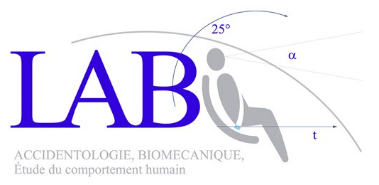 25°
α
LAB
t
ACCIDENTOLOGIE, BIOMECANIQUE,
Étude du comportement humain